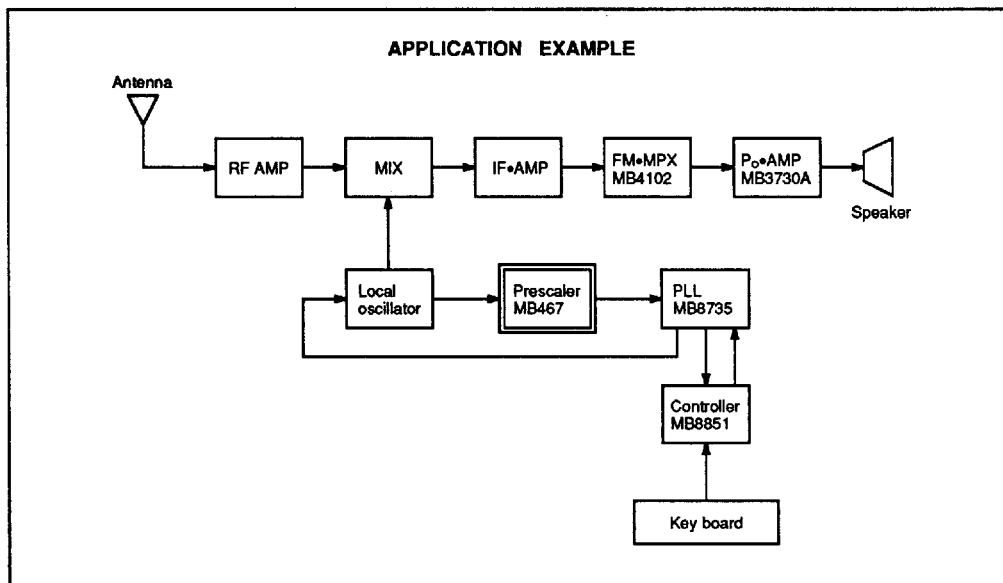 APPLICATION EXAMPLE
Antenna
RF AMP
MIX
IF•AMP
FM•MPX
MB4102
Po•AMP
MB3730A
Speaker
Local
oscillator
Prescaler
MB467
PLL
MB8735
Controller
MB8851
Key board